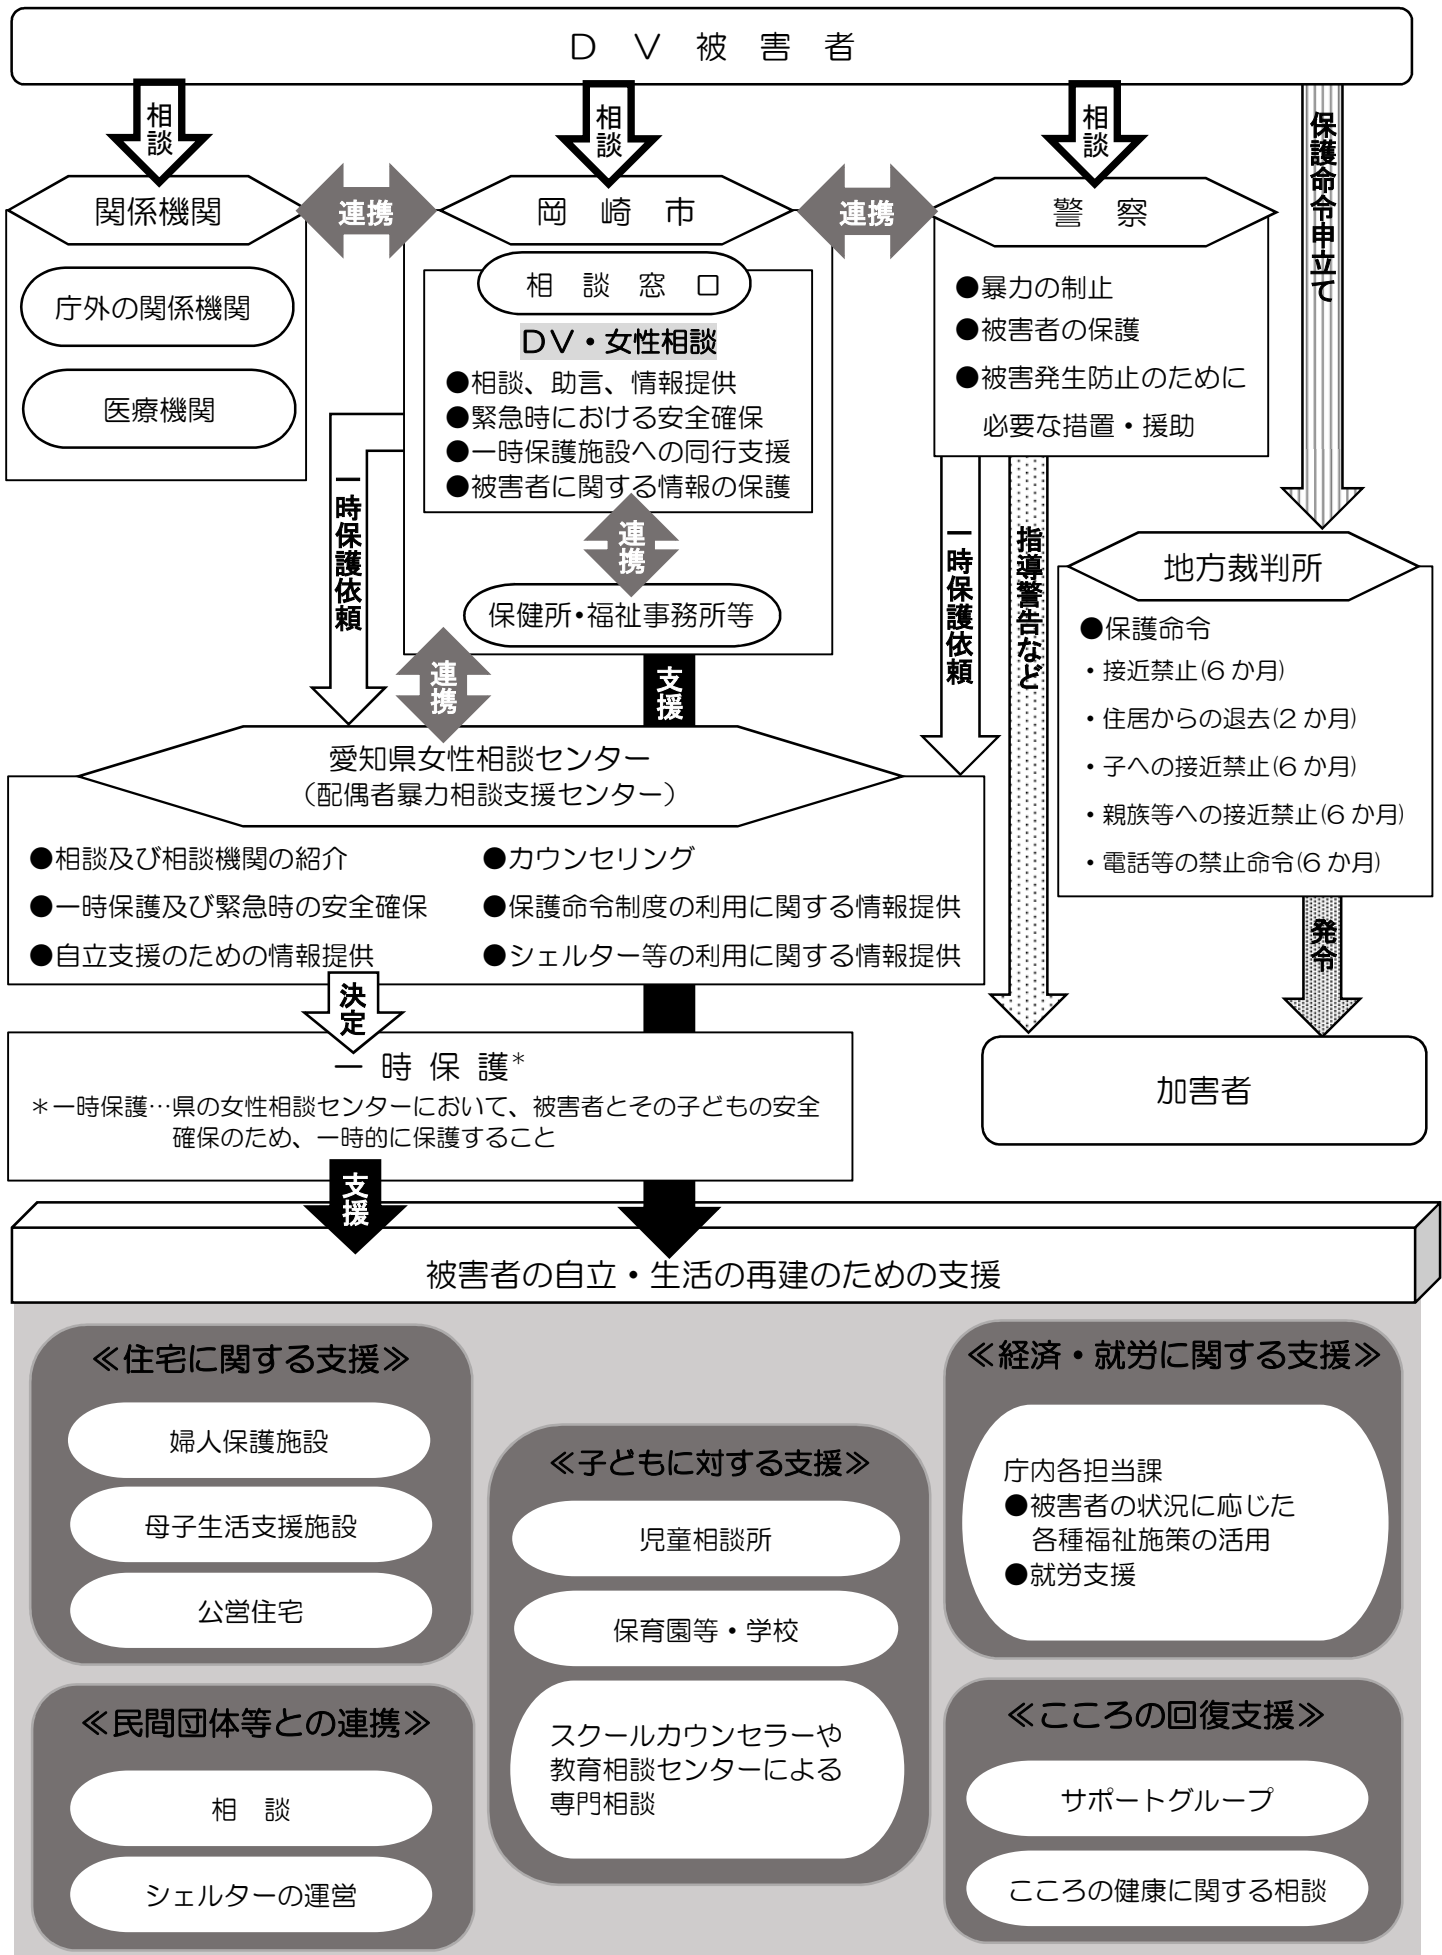 ＤＶ被害者
相談
相談
相談
保護命令申立て
関係機関
連携
岡崎市
連携
警察
庁外の関係機関
医療機関
相談窓口
ＤＶ・女性相談
●相談、助言、情報提供
●緊急時における安全確保
●一時保護施設への同行支援
●被害者に関する情報の保護
連携
保健所・福祉事務所等
●暴力の制止
●被害者の保護
●被害発生防止のために
必要な措置・援助
一時保護依頼
連携
支援
一時保護依頼
指導警告など
地方裁判所
●保護命令
・接近禁止(6か月)
・住居からの退去(2か月)
・子への接近禁止(6か月)
・親族等への接近禁止(6か月)
・電話等の禁止命令(6か月)
発令
愛知県女性相談センター
（配偶者暴力相談支援センター）
●相談及び相談機関の紹介
●カウンセリング
●一時保護及び緊急時の安全確保
●保護命令制度の利用に関する情報提供
●自立支援のための情報提供
●シェルター等の利用に関する情報提供
決定
一時保護＊
＊一時保護…県の女性相談センターにおいて、被害者とその子どもの安全
確保のため、一時的に保護すること
加害者
支援
被害者の自立・生活の再建のための支援
≪住宅に関する支援≫
婦人保護施設
母子生活支援施設
公営住宅
≪民間団体等との連携≫
相談
シェルターの運営
≪子どもに対する支援≫
児童相談所
保育園等・学校
スクールカウンセラーや
教育相談センターによる
専門相談
≪経済・就労に関する支援≫
庁内各担当課
●被害者の状況に応じた
各種福祉施策の活用
●就労支援
≪こころの回復支援≫
サポートグループ
こころの健康に関する相談